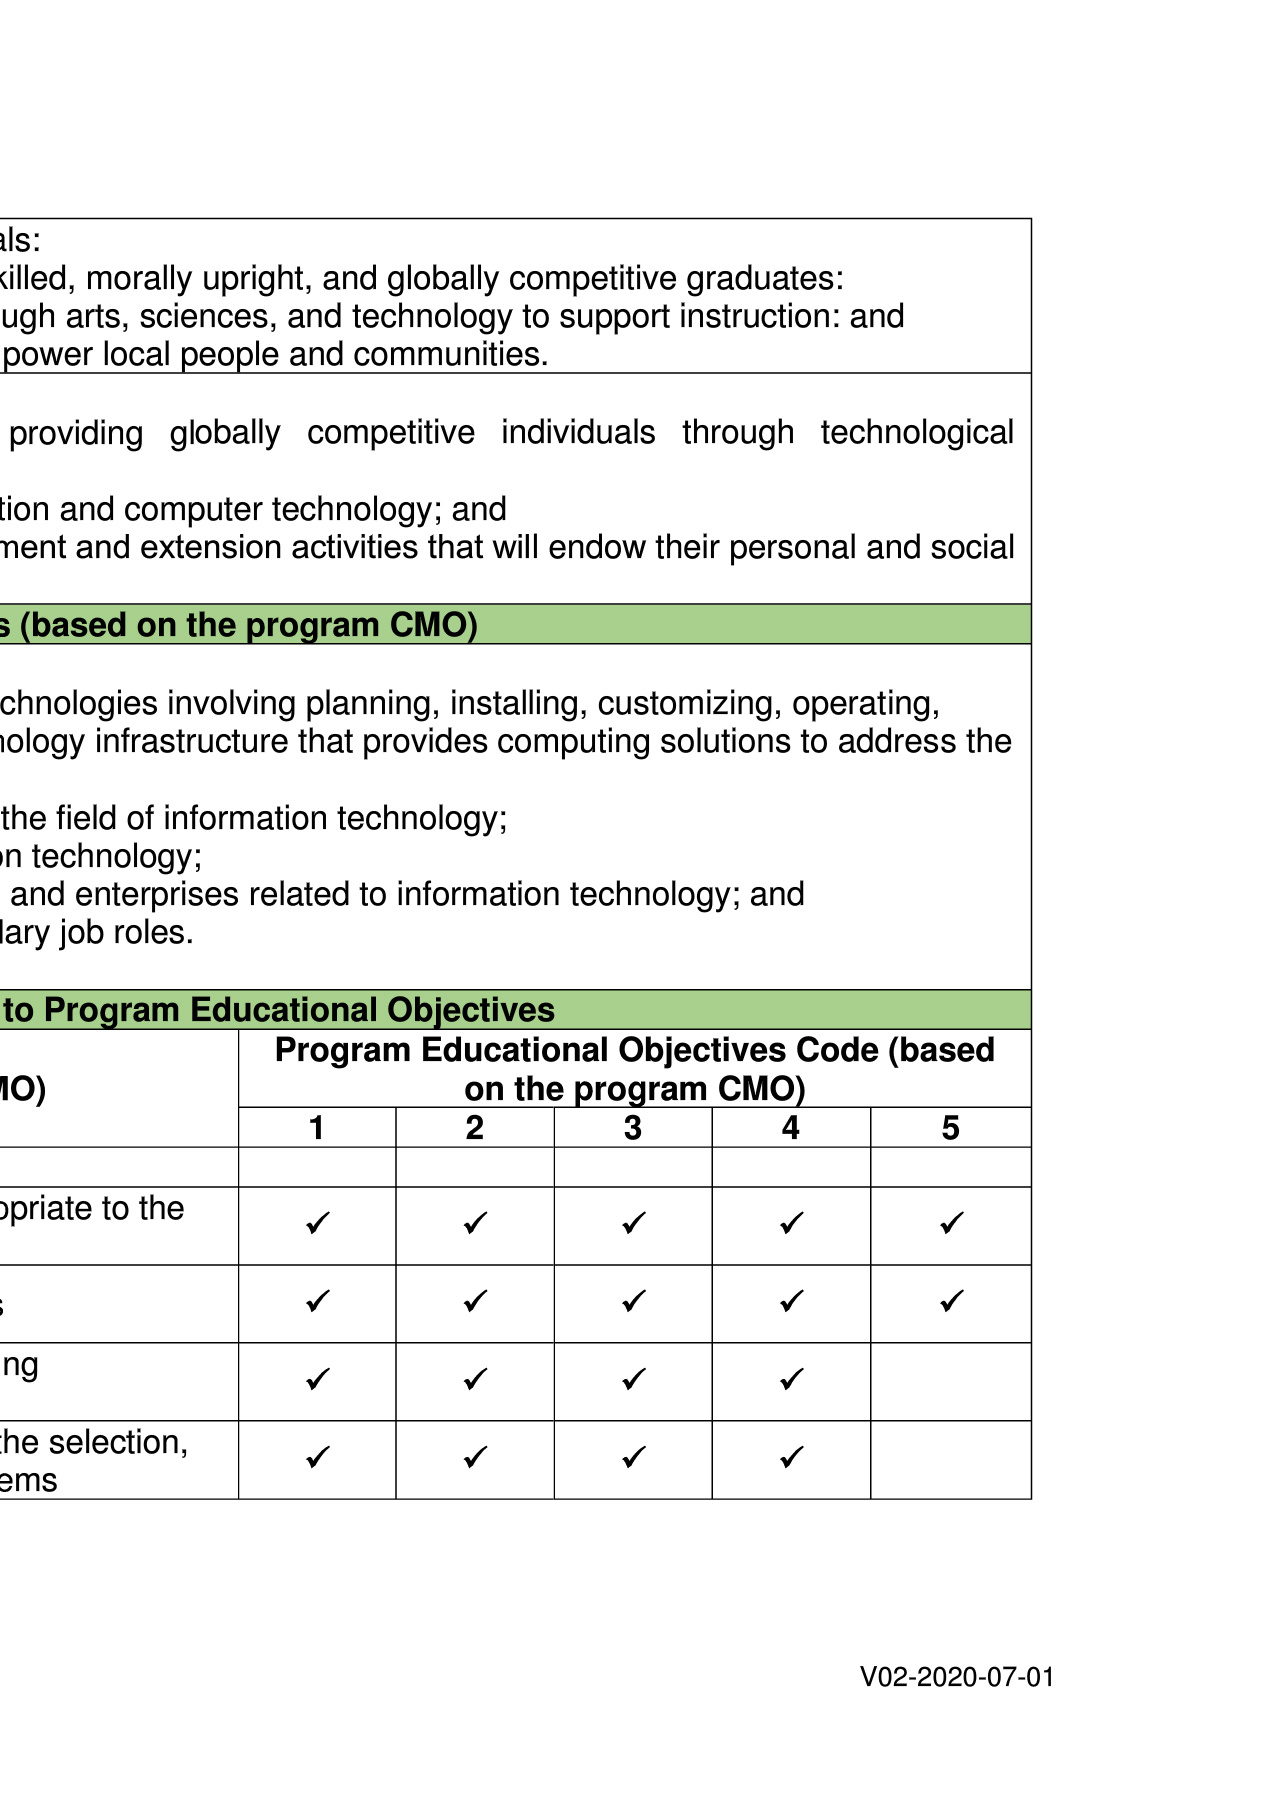 als:
killed, morally upright, and globally competitive graduates:
ugh arts, sciences, and technology to support instruction: and
power local people and communities.
providing globally competitive individuals through technological
tion and computer technology; and
ment and extension activities that will endow their personal and social
s (based on the program CMO)
chnologies involving planning, installing, customizing, operating,
nology infrastructure that provides computing solutions to address the
the field of information technology;
on technology;
and enterprises related to information technology; and
lary job roles.
to Program Educational Objectives
Program Educational Objectives Code (based
on the program CMO)
MO)
1 2 3 4 5
opriate to the
✓ ✓ ✓ ✓ ✓
s ✓ ✓ ✓ ✓ ✓
ng
✓ ✓ ✓ ✓
the selection,
✓ ✓ ✓ ✓
ems
V02-2020-07-01